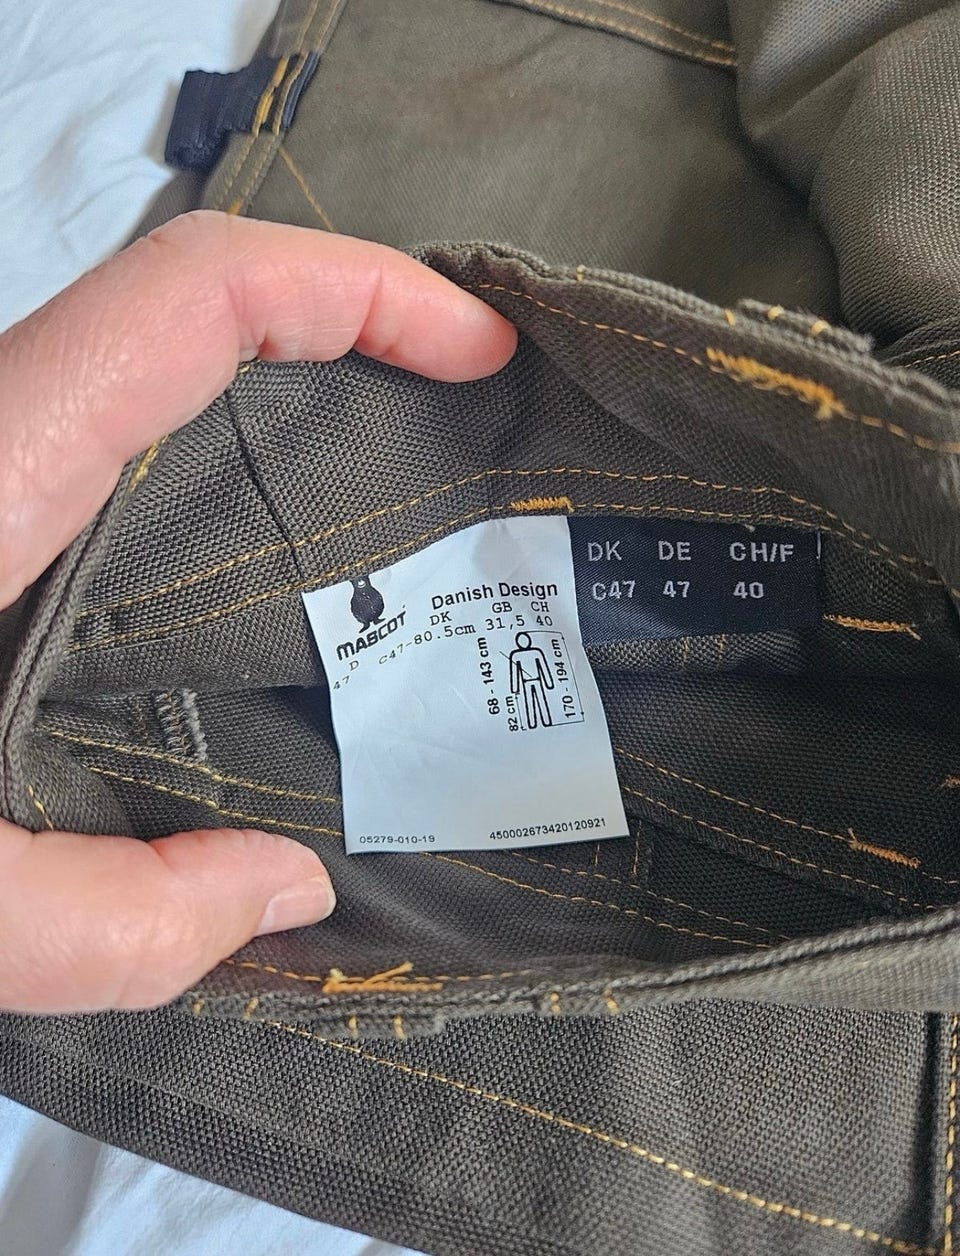 MASCOT
Danish Design
D DK GB CH
47 C47-80.5cm 31,5 40
68 - 143 cm
82 cm
170 - 194 cm
05279-010-19
450002673420120921
DK DE CH/F
C47 47 40